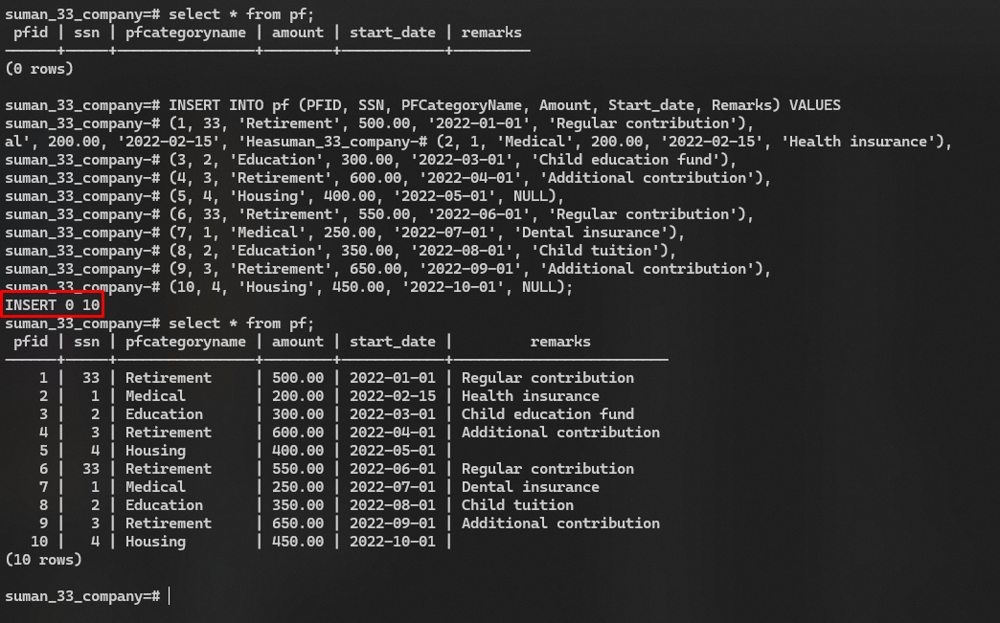 suman_33_company=# select * from pf;
 pfid | ssn | pfcategoryname | amount | start_date | remarks
------+-----+----------------+--------+------------+---------
(0 rows)

suman_33_company=# INSERT INTO pf (PFID, SSN, PFCategoryName, Amount, Start_date, Remarks) VALUES
suman_33_company-# (1, 33, 'Retirement', 500.00, '2022-01-01', 'Regular contribution'),
al', 200.00, '2022-02-15', 'Heasuman_33_company-# (2, 1, 'Medical', 200.00, '2022-02-15', 'Health insurance'),
suman_33_company-# (3, 2, 'Education', 300.00, '2022-03-01', 'Child education fund'),
suman_33_company-# (4, 3, 'Retirement', 600.00, '2022-04-01', 'Additional contribution'),
suman_33_company-# (5, 4, 'Housing', 400.00, '2022-05-01', NULL),
suman_33_company-# (6, 33, 'Retirement', 550.00, '2022-06-01', 'Regular contribution'),
suman_33_company-# (7, 1, 'Medical', 250.00, '2022-07-01', 'Dental insurance'),
suman_33_company-# (8, 2, 'Education', 350.00, '2022-08-01', 'Child tuition'),
suman_33_company-# (9, 3, 'Retirement', 650.00, '2022-09-01', 'Additional contribution'),
suman_33_company-# (10, 4, 'Housing', 450.00, '2022-10-01', NULL);
INSERT 0 10
suman_33_company=# select * from pf;
 pfid | ssn | pfcategoryname | amount | start_date |         remarks
------+-----+----------------+--------+------------+-------------------------
    1 |  33 | Retirement     | 500.00 | 2022-01-01 | Regular contribution
    2 |   1 | Medical        | 200.00 | 2022-02-15 | Health insurance
    3 |   2 | Education      | 300.00 | 2022-03-01 | Child education fund
    4 |   3 | Retirement     | 600.00 | 2022-04-01 | Additional contribution
    5 |   4 | Housing        | 400.00 | 2022-05-01 |
    6 |  33 | Retirement     | 550.00 | 2022-06-01 | Regular contribution
    7 |   1 | Medical        | 250.00 | 2022-07-01 | Dental insurance
    8 |   2 | Education      | 350.00 | 2022-08-01 | Child tuition
    9 |   3 | Retirement     | 650.00 | 2022-09-01 | Additional contribution
   10 |   4 | Housing        | 450.00 | 2022-10-01 |
(10 rows)

suman_33_company=#